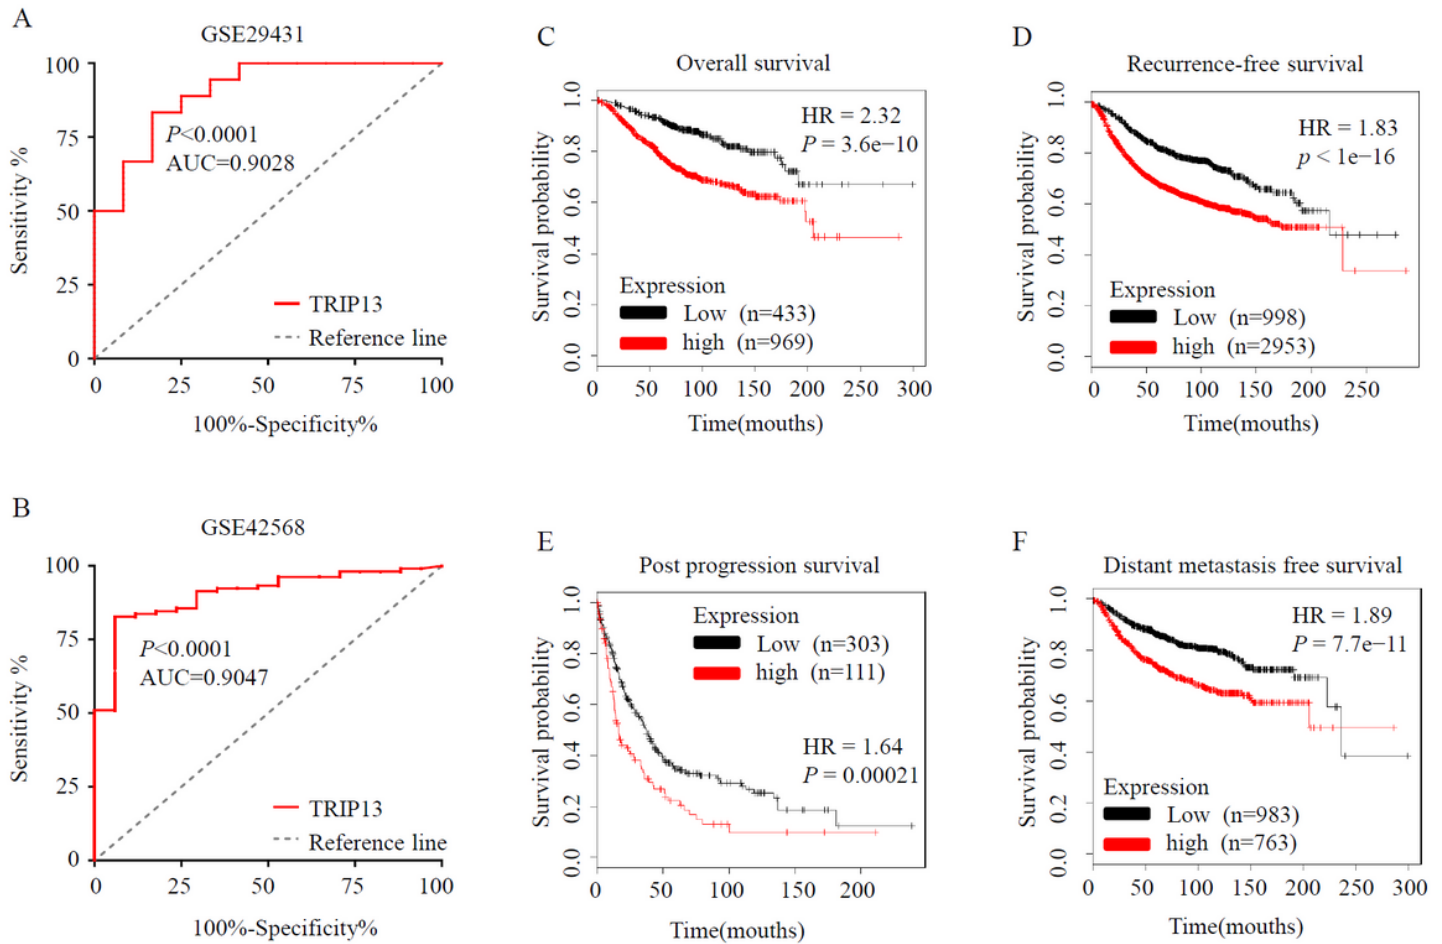 A
GSE29431
100
75
50
25
0
Sensitivity %
P<0.0001
AUC=0.9028
TRIP13
Reference line
0 25 50 75 100
100%-Specificity%
C
Overall survival
1.0
0.8
0.6
0.4
0.2
0.0
Survival probability
HR = 2.32
P = 3.6e−10
Expression
Low (n=433)
high (n=969)
0 50 100 150 200 250 300
Time(mouths)
D
Recurrence-free survival
1.0
0.8
0.6
0.4
0.2
0.0
Survival probability
HR = 1.83
p < 1e−16
Expression
Low (n=998)
high (n=2953)
0 50 100 150 200 250
Time(mouths)
B
GSE42568
100
75
50
25
0
Sensitivity %
P<0.0001
AUC=0.9047
TRIP13
Reference line
0 25 50 75 100
100%-Specificity%
E
Post progression survival
1.0
0.8
0.6
0.4
0.2
0.0
Survival probability
Expression
Low (n=303)
high (n=111)
HR = 1.64
P = 0.00021
0 50 100 150 200
Time(mouths)
F
Distant metastasis free survival
1.0
0.8
0.6
0.4
0.2
0.0
Survival probability
HR = 1.89
P = 7.7e−11
Expression
Low (n=983)
high (n=763)
0 50 100 150 200 250 300
Time(mouths)